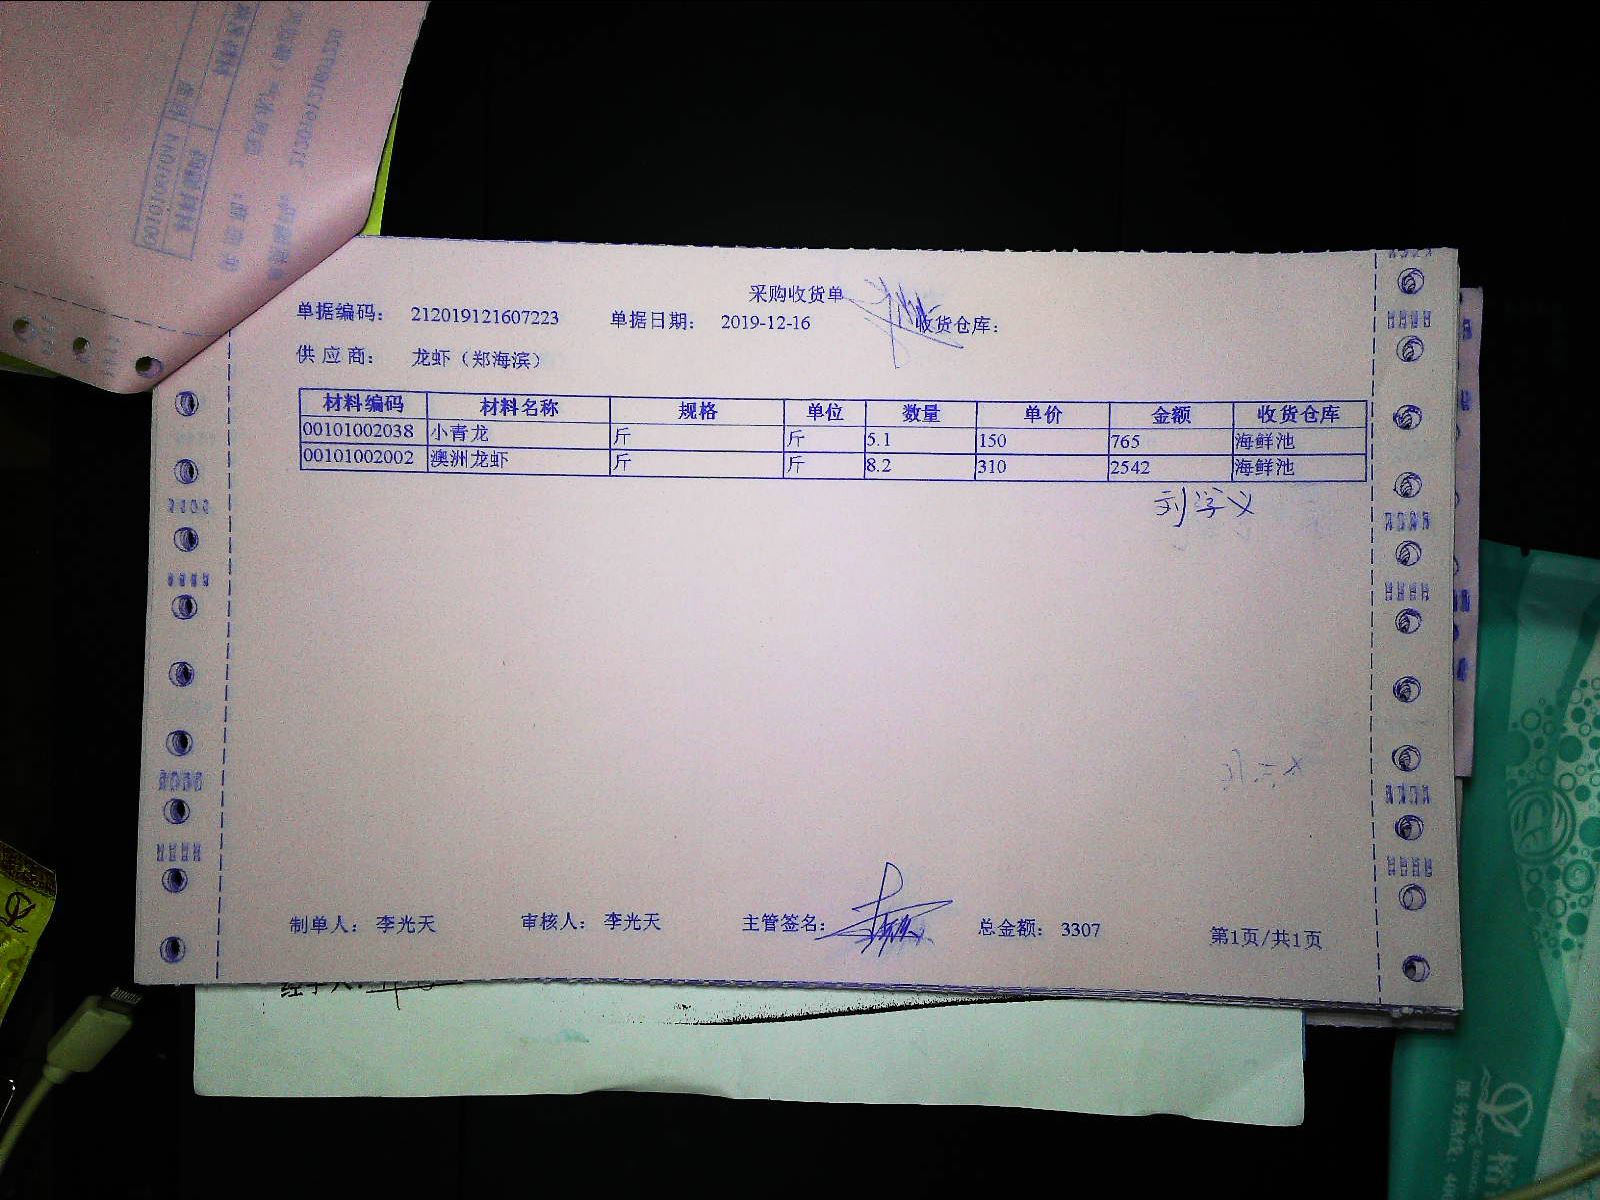 采购收货单
单据编码： 212019121607223 单据日期： 2019-12-16 收货仓库：
供应商： 龙虾（郑海滨）
材料编码 材料名称 规格 单位 数量 单价 金额 收货仓库
00101002038 小青龙 斤 斤 5.1 150 765 海鲜池
00101002002 澳洲龙虾 斤 斤 8.2 310 2542 海鲜池
刘学义
制单人： 李光天 审核人： 李光天 主管签名： 总金额： 3307 第1页/共1页